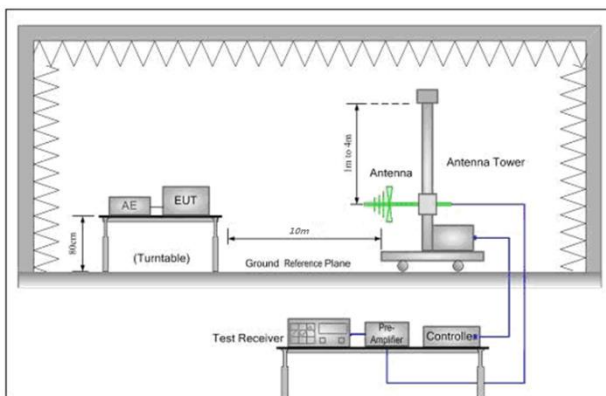 1m to 4m
Antenna
Antenna Tower
AE
EUT
80cm
(Turntable)
10m
Ground Reference Plane
Test Receiver
Pre-
Amplifier
Controller